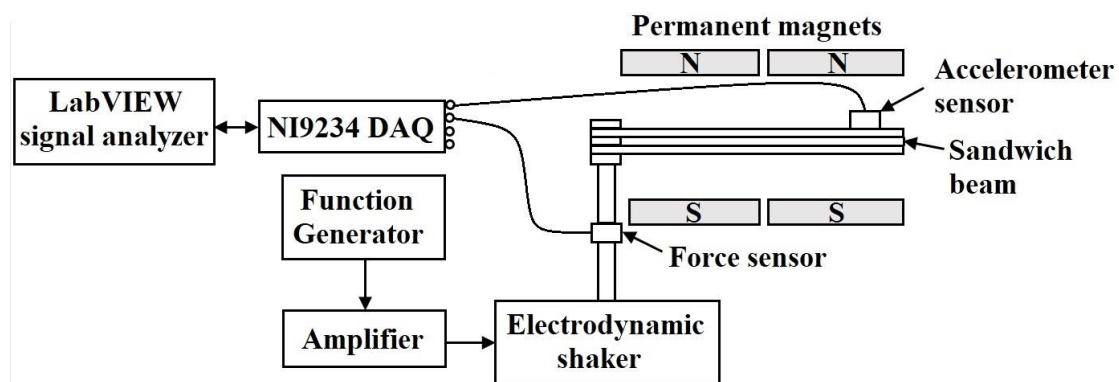 Permanent magnets
N N
Accelerometer
sensor
LabVIEW
signal analyzer
NI9234 DAQ
Sandwich
beam
Function
Generator
S S
Force sensor
Amplifier
Electrodynamic
shaker